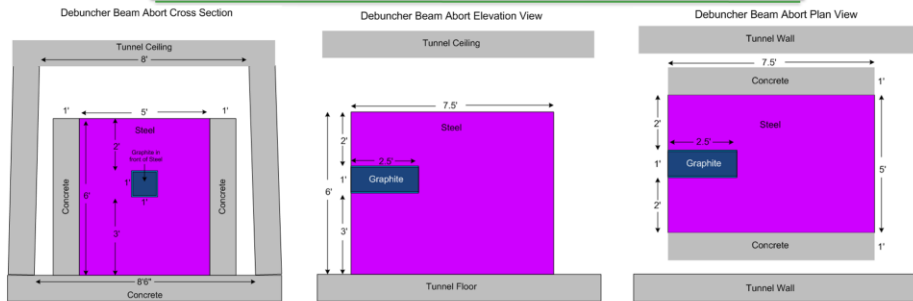 Debuncher Beam Abort Cross Section
Tunnel Ceiling
8'
1'
5'
1'
Steel
2'
Graphite in
front of Steel
1'
1'
6'
3'
Concrete
Concrete
8'6"
Concrete
Debuncher Beam Abort Elevation View
Tunnel Ceiling
7.5'
Steel
2'
2.5'
6'
1'
Graphite
3'
Tunnel Floor
Debuncher Beam Abort Plan View
Tunnel Wall
7.5'
Concrete
1'
Steel
2'
2.5'
1'
Graphite
5'
2'
Concrete
1'
Tunnel Wall